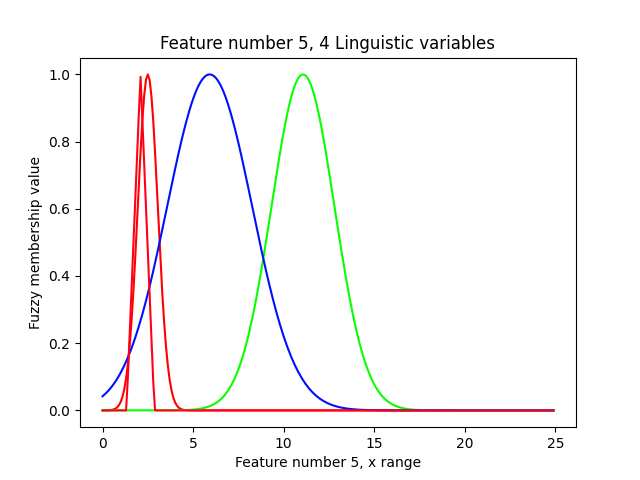 Feature number 5, 4 Linguistic variables
Fuzzy membership value
1.0
0.8
0.6
0.4
0.2
0.0
0 5 10 15 20 25
Feature number 5, x range